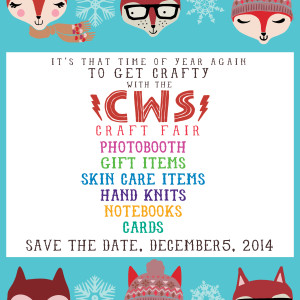 IT'S THAT TIME OF YEAR AGAIN
TO GET CRAFTY
WITH THE
CWS
CRAFT FAIR
PHOTOBOOTH
GIFT ITEMS
SKIN CARE ITEMS
HAND KNITS
NOTEBOOKS
CARDS
SAVE THE DATE, DECEMBER5, 2014